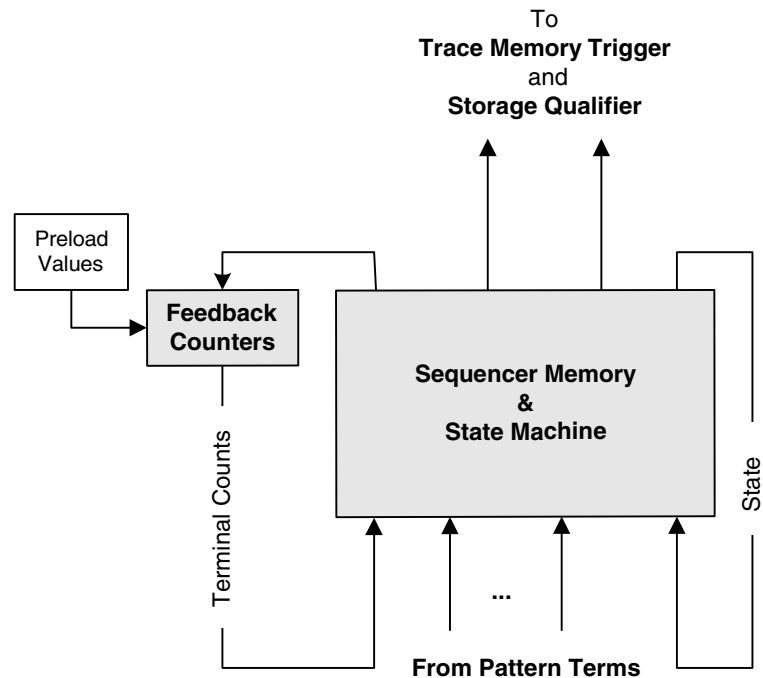 To
Trace Memory Trigger
and
Storage Qualifier
Preload
Values
Feedback
Counters
Sequencer Memory
&
State Machine
Terminal Counts
State
...
From Pattern Terms